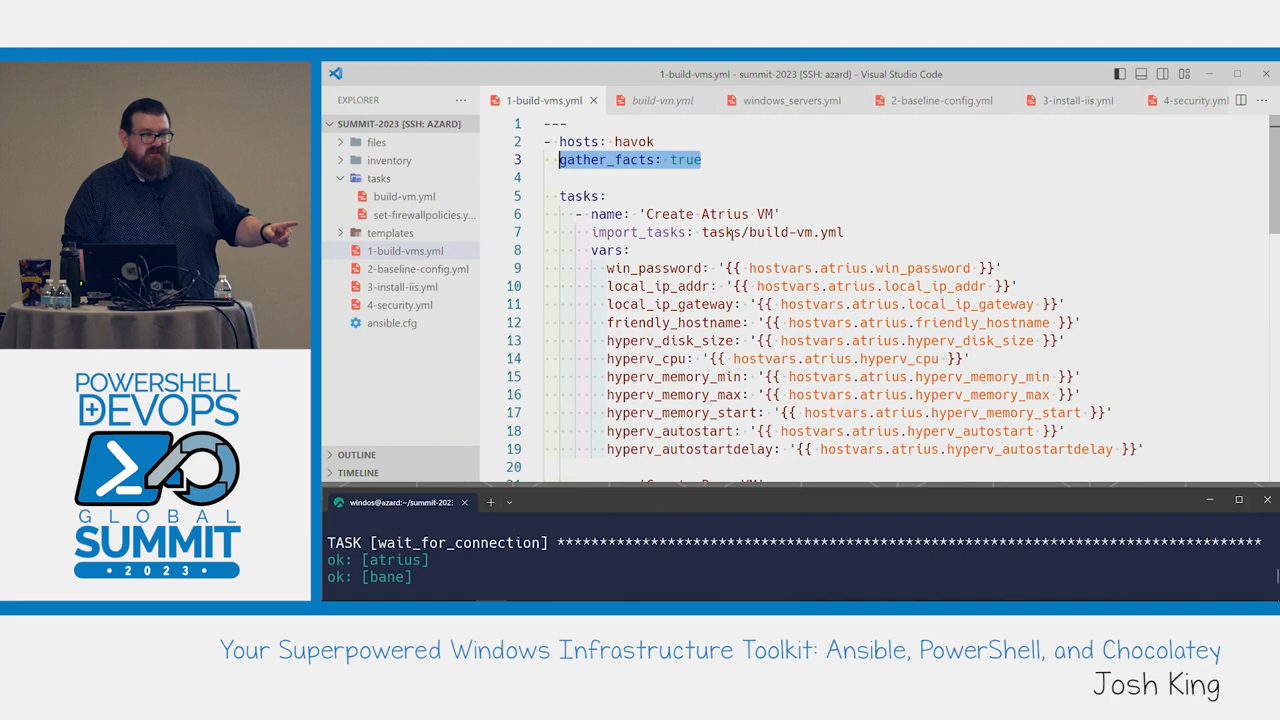 1-build-vms.yml - summit-2023 [SSH: azard] - Visual Studio Code
EXPLORER
1-build-vms.yml
build-vm.yml
windows_servers.yml
2-baseline-config.yml
3-install-iis.yml
4-security.yml
SUMMIT-2023 [SSH: AZARD]
files
inventory
tasks
build-vm.yml
set-firewallpolicies.y...
templates
1-build-vms.yml
2-baseline-config.yml
3-install-iis.yml
4-security.yml
ansible.cfg
OUTLINE
TIMELINE
1 ---
2 - hosts: havok
3 gather_facts: true
4
5 tasks:
6 - name: 'Create Atrius VM'
7 import_tasks: tasks/build-vm.yml
8 vars:
9 win_password: '{{ hostvars.atrius.win_password }}'
10 local_ip_addr: '{{ hostvars.atrius.local_ip_addr }}'
11 local_ip_gateway: '{{ hostvars.atrius.local_ip_gateway }}'
12 friendly_hostname: '{{ hostvars.atrius.friendly_hostname }}'
13 hyperv_disk_size: '{{ hostvars.atrius.hyperv_disk_size }}'
14 hyperv_cpu: '{{ hostvars.atrius.hyperv_cpu }}'
15 hyperv_memory_min: '{{ hostvars.atrius.hyperv_memory_min }}'
16 hyperv_memory_max: '{{ hostvars.atrius.hyperv_memory_max }}'
17 hyperv_memory_start: '{{ hostvars.atrius.hyperv_memory_start }}'
18 hyperv_autostart: '{{ hostvars.atrius.hyperv_autostart }}'
19 hyperv_autostartdelay: '{{ hostvars.atrius.hyperv_autostartdelay }}'
20
windos@azard:~/summit-202
TASK [wait_for_connection] ***********************************************************************************
ok: [atrius]
ok: [bane]
POWERSHELL
+DEVOPS
GLOBAL
SUMMIT
• 2023 •
Your Superpowered Windows Infrastructure Toolkit: Ansible, PowerShell, and Chocolatey
Josh King